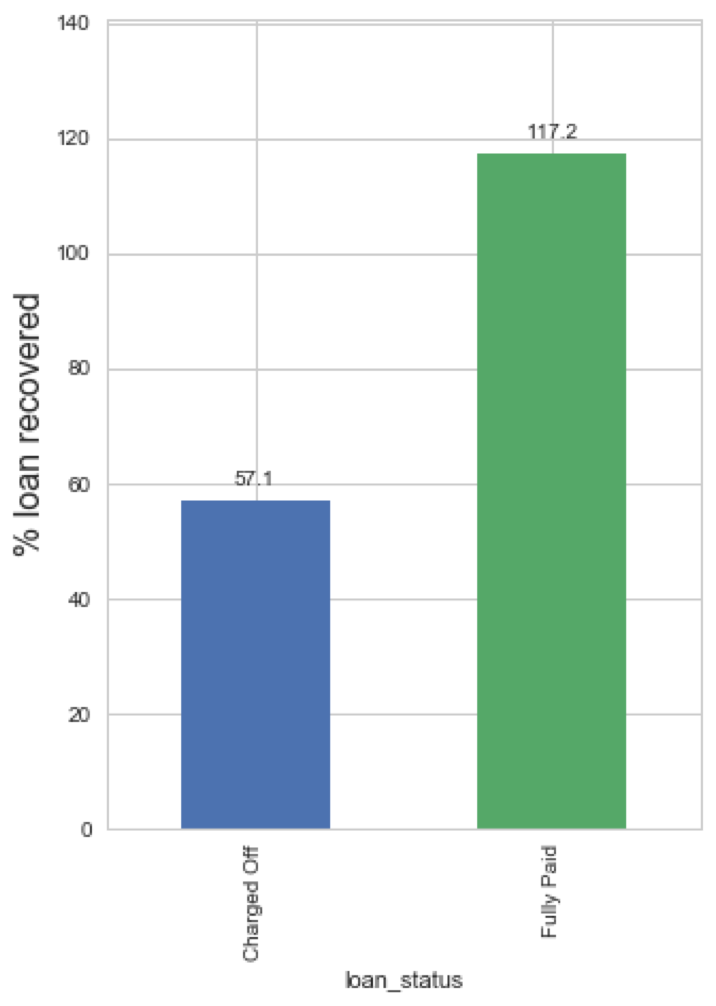 140
120
117.2
100
80
60
57.1
40
20
0
% loan recovered
Charged Off
Fully Paid
loan_status